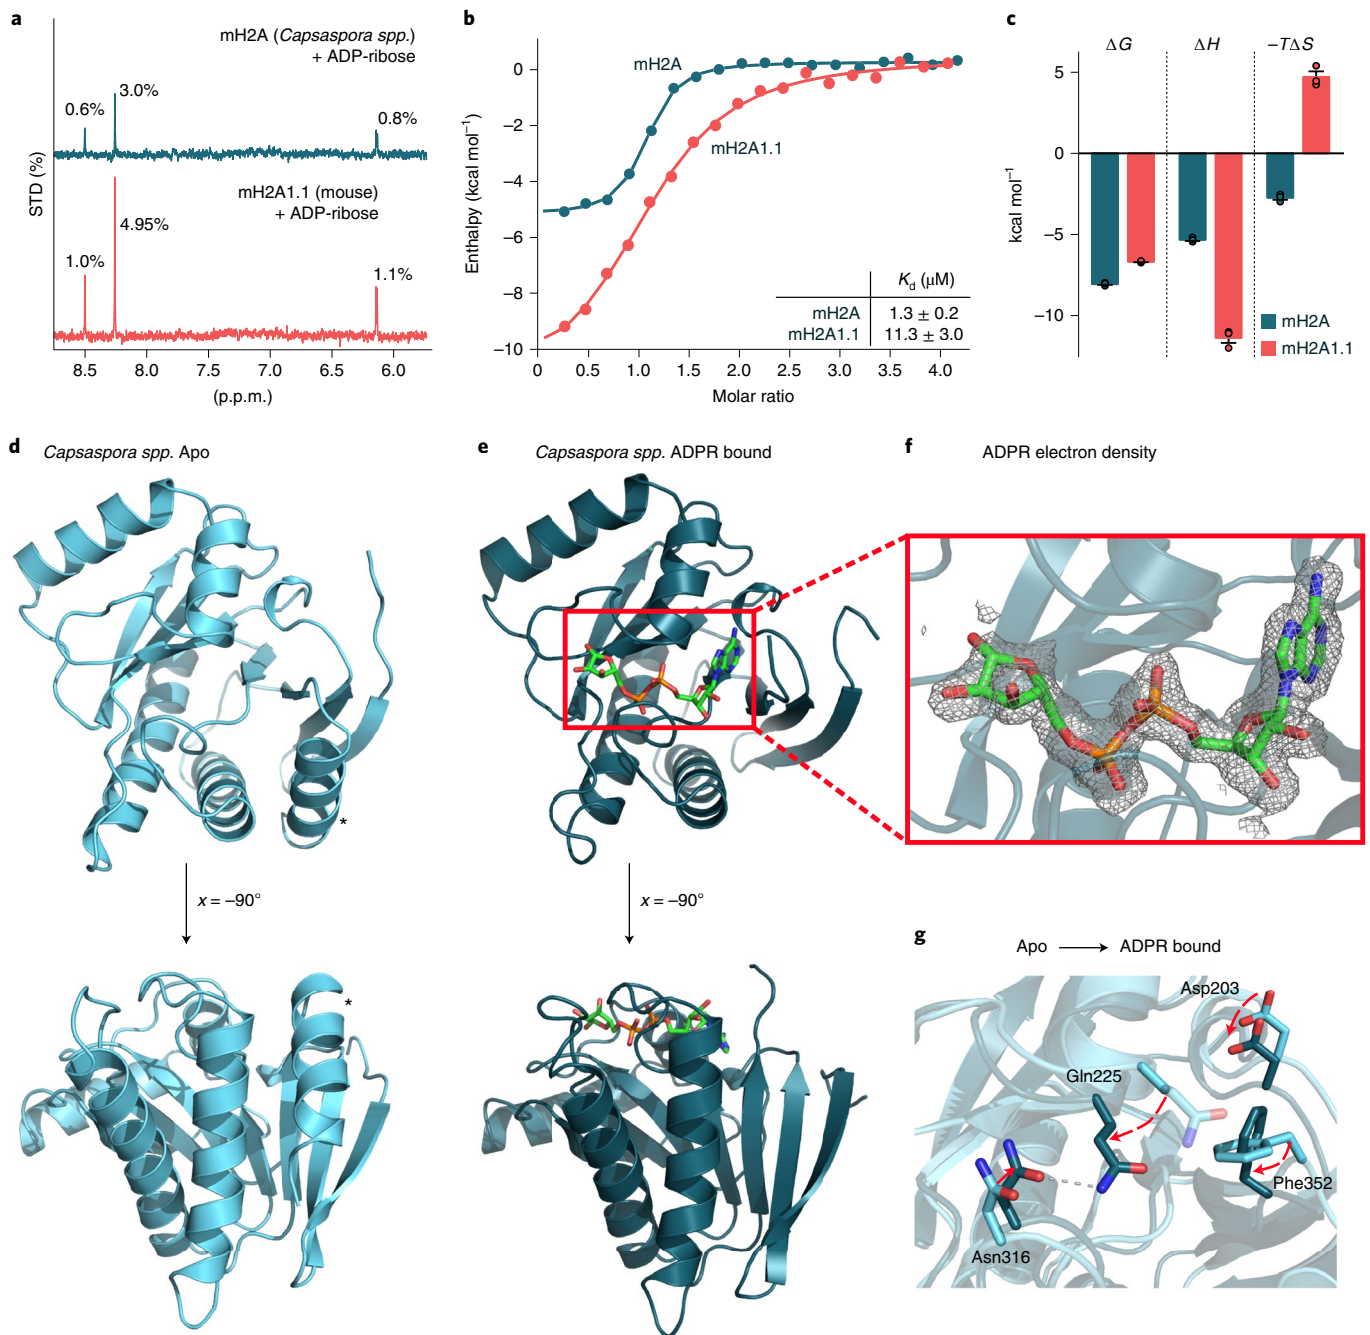 a
mH2A (Capsaspora spp.)
+ ADP-ribose
0.6%
3.0%
0.8%
mH2A1.1 (mouse)
+ ADP-ribose
4.95%
1.0%
1.1%
STD (%)
8.5 8.0 7.5 7.0 6.5 6.0
(p.p.m.)
b
mH2A
mH2A1.1
Enthalpy (kcal mol⁻¹)
0
−2
−4
−6
−8
−10
Kd (μM)
mH2A 1.3 ± 0.2
mH2A1.1 11.3 ± 3.0
0 0.5 1.0 1.5 2.0 2.5 3.0 3.5 4.0
Molar ratio
c
ΔG ΔH −TΔS
kcal mol⁻¹
5
0
−5
−10
mH2A
mH2A1.1
d Capsaspora spp. Apo
*
x = −90°
*
e Capsaspora spp. ADPR bound
x = −90°
f ADPR electron density
g
Apo ADPR bound
Asp203
Gln225
Phe352
Asn316